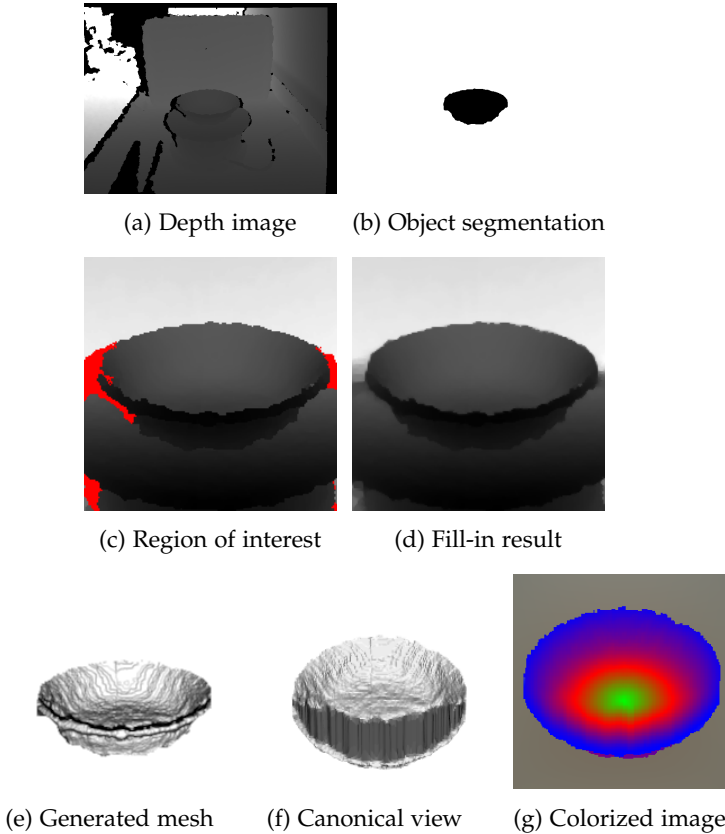 (a) Depth image
(b) Object segmentation
(c) Region of interest
(d) Fill-in result
(e) Generated mesh
(f) Canonical view
(g) Colorized image